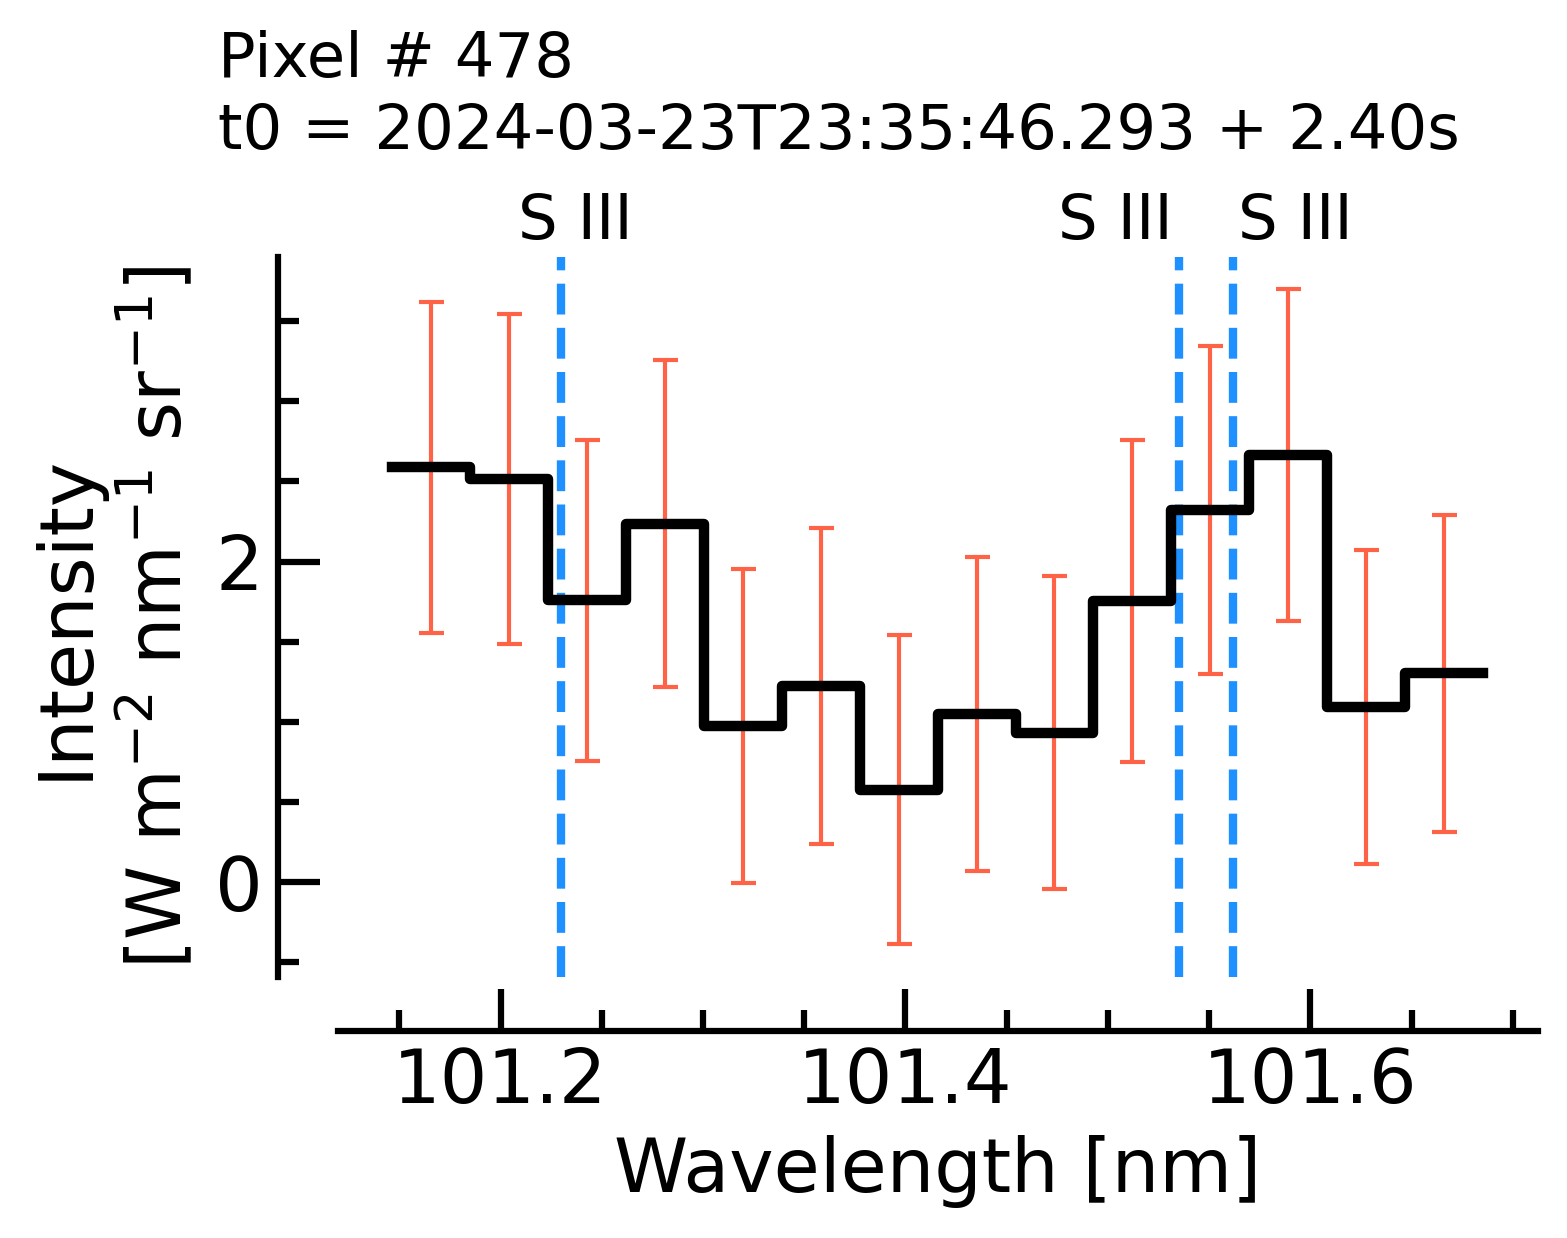 Pixel # 478
t0 = 2024-03-23T23:35:46.293 + 2.40s
S III S III S III
Intensity
[W m⁻² nm⁻¹ sr⁻¹]
2
0
101.2 101.4 101.6
Wavelength [nm]